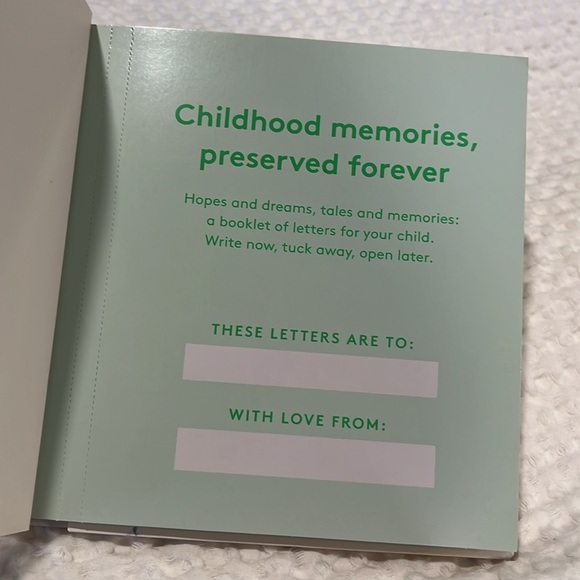 Childhood memories,
preserved forever
Hopes and dreams, tales and memories:
a booklet of letters for your child.
Write now, tuck away, open later.
THESE LETTERS ARE TO:
WITH LOVE FROM: